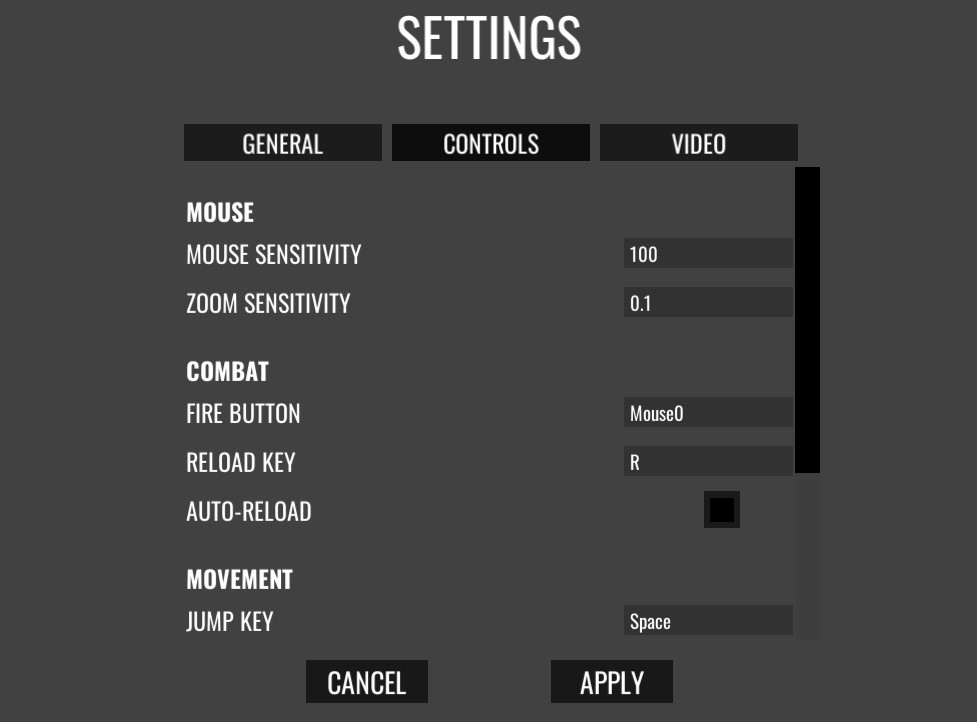 SETTINGS
GENERAL CONTROLS VIDEO
MOUSE
MOUSE SENSITIVITY 100
ZOOM SENSITIVITY 0.1
COMBAT
FIRE BUTTON Mouse0
RELOAD KEY R
AUTO-RELOAD
MOVEMENT
JUMP KEY Space
CANCEL APPLY